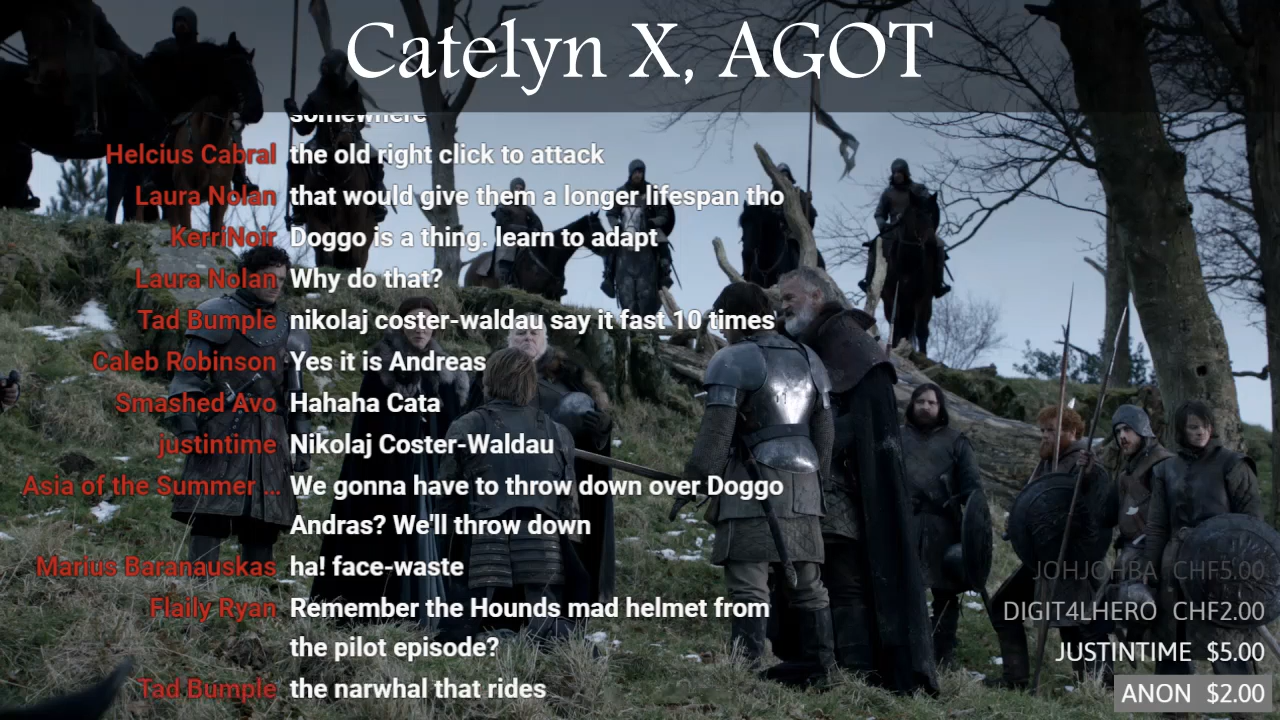 Catelyn X, AGOT
somewhere
Helcius Cabral the old right click to attack
Laura Nolan that would give them a longer lifespan tho
KerriNoir Doggo is a thing. learn to adapt
Laura Nolan Why do that?
Tad Bumple nikolaj coster-waldau say it fast 10 times
Caleb Robinson Yes it is Andreas
Smashed Avo Hahaha Cata
justintime Nikolaj Coster-Waldau
Asia of the Summer ... We gonna have to throw down over Doggo
Andras? We'll throw down
Marius Baranauskas ha! face-waste
Flaily Ryan Remember the Hounds mad helmet from
the pilot episode?
Tad Bumple the narwhal that rides
JOHJOHBA CHF5.00
DIGIT4LHERO CHF2.00
JUSTINTIME $5.00
ANON $2.00